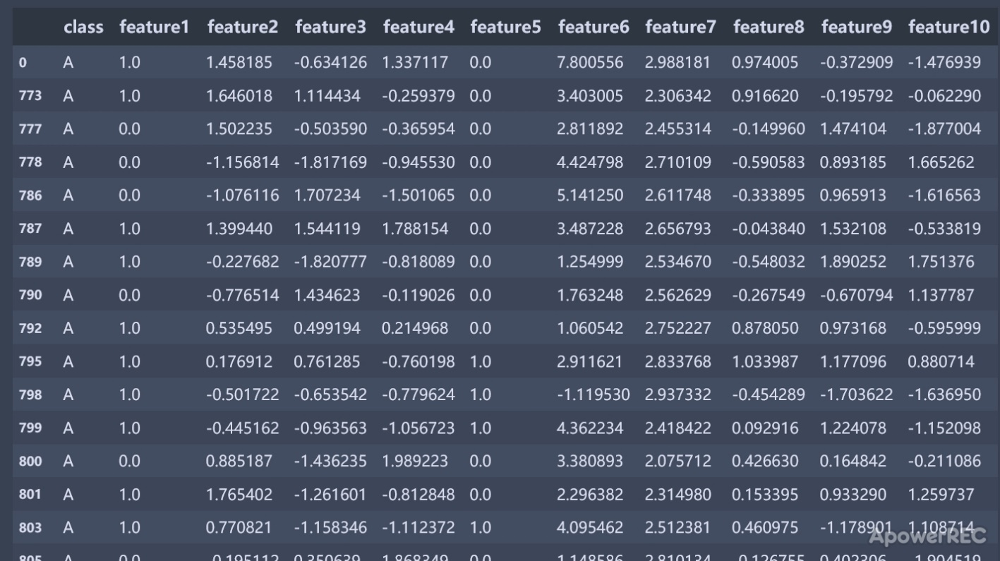 class feature1 feature2 feature3 feature4 feature5 feature6 feature7 feature8 feature9 feature10
0 A 1.0 1.458185 -0.634126 1.337117 0.0 7.800556 2.988181 0.974005 -0.372909 -1.476939
773 A 1.0 1.646018 1.114434 -0.259379 0.0 3.403005 2.306342 0.916620 -0.195792 -0.062290
777 A 0.0 1.502235 -0.503590 -0.365954 0.0 2.811892 2.455314 -0.149960 1.474104 -1.877004
778 A 0.0 -1.156814 -1.817169 -0.945530 0.0 4.424798 2.710109 -0.590583 0.893185 1.665262
786 A 0.0 -1.076116 1.707234 -1.501065 0.0 5.141250 2.611748 -0.333895 0.965913 -1.616563
787 A 1.0 1.399440 1.544119 1.788154 0.0 3.487228 2.656793 -0.043840 1.532108 -0.533819
789 A 1.0 -0.227682 -1.820777 -0.818089 0.0 1.254999 2.534670 -0.548032 1.890252 1.751376
790 A 0.0 -0.776514 1.434623 -0.119026 0.0 1.763248 2.562629 -0.267549 -0.670794 1.137787
792 A 1.0 0.535495 0.499194 0.214968 0.0 1.060542 2.752227 0.878050 0.973168 -0.595999
795 A 1.0 0.176912 0.761285 -0.760198 1.0 2.911621 2.833768 1.033987 1.177096 0.880714
798 A 1.0 -0.501722 -0.653542 -0.779624 1.0 -1.119530 2.937332 -0.454289 -1.703622 -1.636950
799 A 1.0 -0.445162 -0.963563 -1.056723 1.0 4.362234 2.418422 0.092916 1.224078 -1.152098
800 A 0.0 0.885187 -1.436235 1.989223 0.0 3.380893 2.075712 0.426630 0.164842 -0.211086
801 A 1.0 1.765402 -1.261601 -0.812848 0.0 2.296382 2.314980 0.153395 0.933290 1.259737
803 A 1.0 0.770821 -1.158346 -1.112372 1.0 4.095462 2.512381 0.460975 -1.178901 1.108714
ApowerREC
805 A 0.0 -0.195112 0.350639 1.868349 0.0 1.148586 2.810134 -0.126755 0.402306 -1.904519